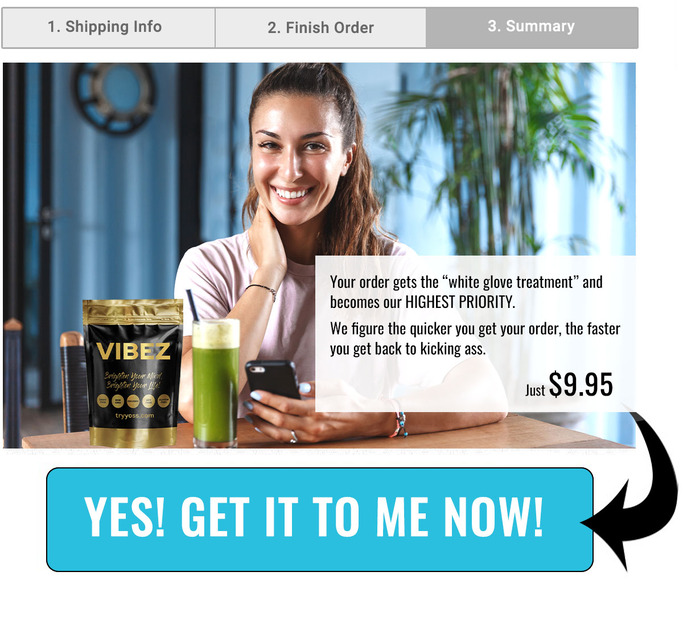 1. Shipping Info
2. Finish Order
3. Summary
Your order gets the “white glove treatment” and
becomes our HIGHEST PRIORITY.
We figure the quicker you get your order, the faster
you get back to kicking ass.
Just $9.95
VIBEZ
Brighten Your Mind
Brighten Your Life!
YES! GET IT TO ME NOW!